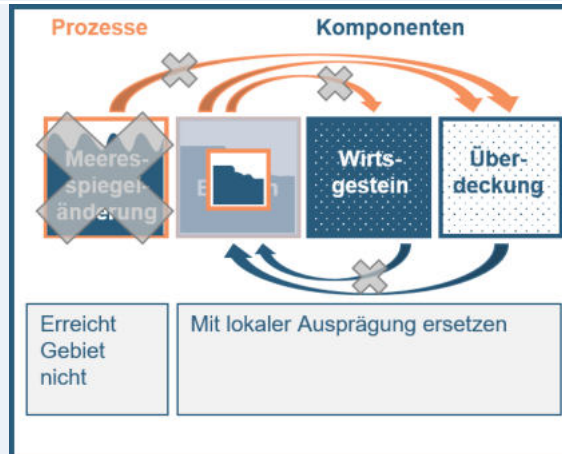 Prozesse
Komponenten
Meeres-
spiegel-
änderung
Wirts-
gestein
Über-
deckung
Erreicht
Gebiet
nicht
Mit lokaler Ausprägung ersetzen